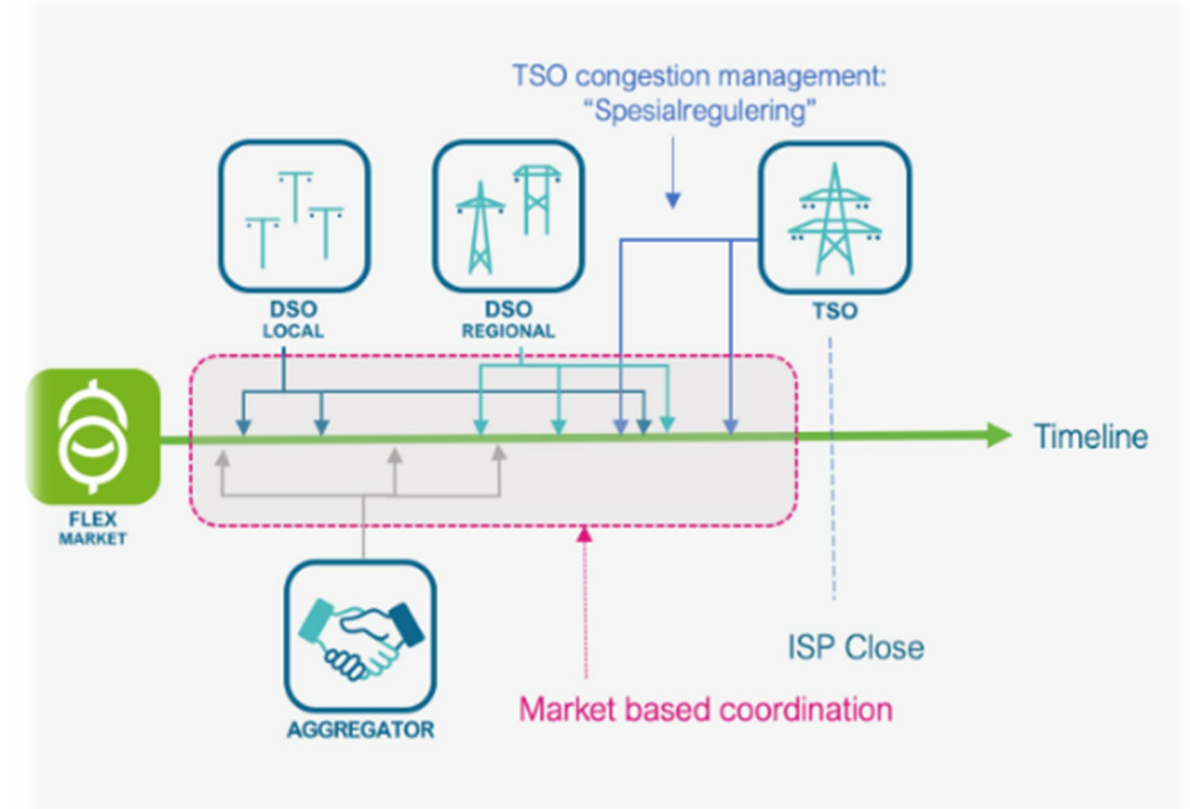 TSO congestion management:
“Spesialregulering”
DSO
LOCAL
DSO
REGIONAL
TSO
FLEX
MARKET
Timeline
AGGREGATOR
ISP Close
Market based coordination